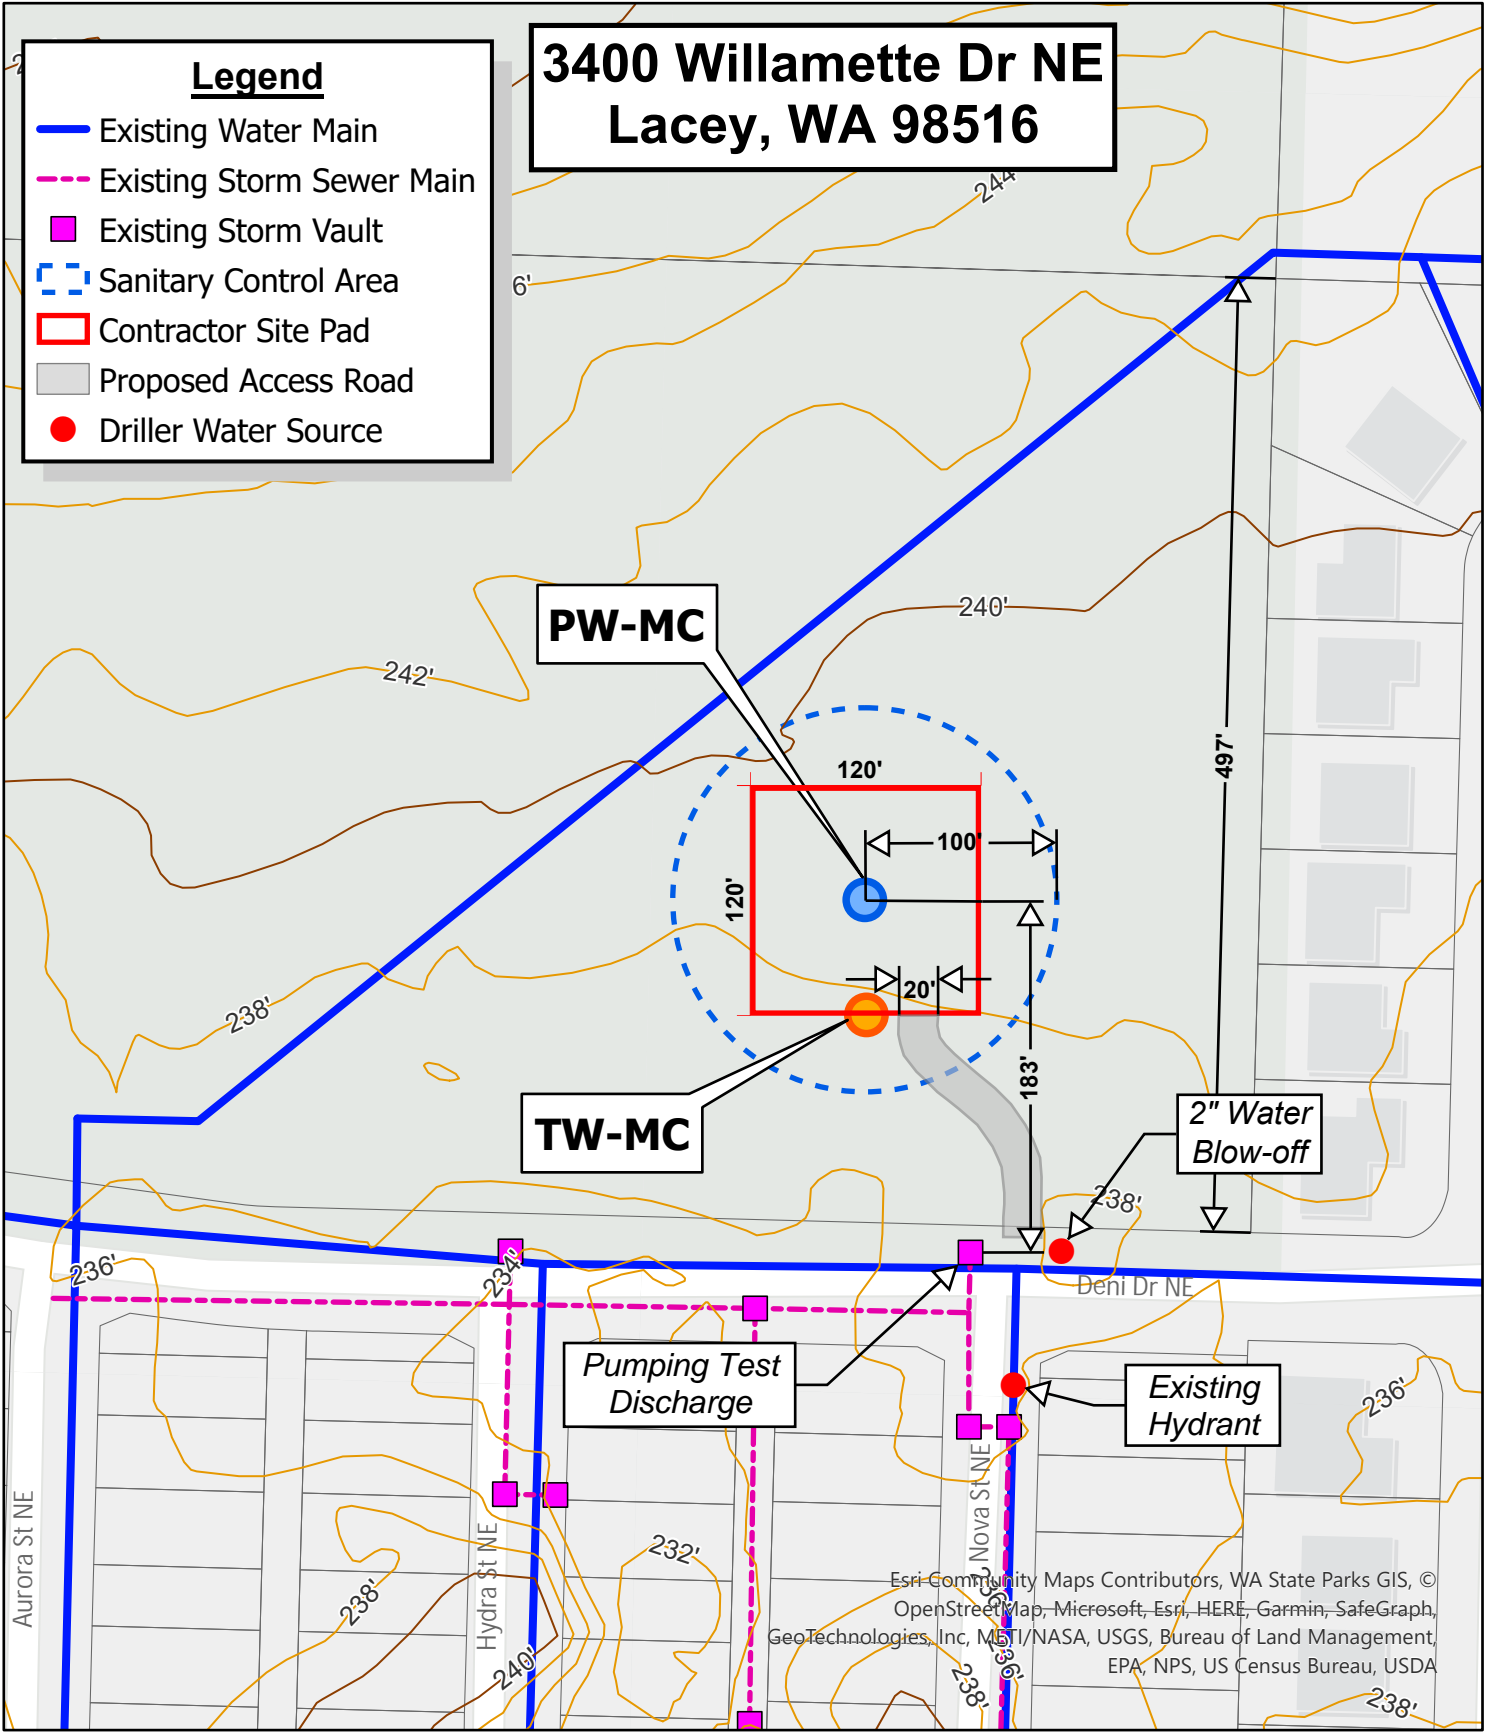 3400 Willamette Dr NE
Lacey, WA 98516
Legend
Existing Water Main
Existing Storm Sewer Main
Existing Storm Vault
Sanitary Control Area
Contractor Site Pad
Proposed Access Road
Driller Water Source
244'
6'
240'
242'
PW-MC
497'
120'
100'
120'
20'
238'
183'
TW-MC
2" Water
Blow-off
238'
236'
234'
Deni Dr NE
Pumping Test
Discharge
Existing
Hydrant
236'
Aurora St NE
Hydra St NE
Nova St NE
232'
238'
240'
236'
236'
238'
238'
Esri Community Maps Contributors, WA State Parks GIS, ©
OpenStreetMap, Microsoft, Esri, HERE, Garmin, SafeGraph,
GeoTechnologies, Inc, METI/NASA, USGS, Bureau of Land Management,
EPA, NPS, US Census Bureau, USDA